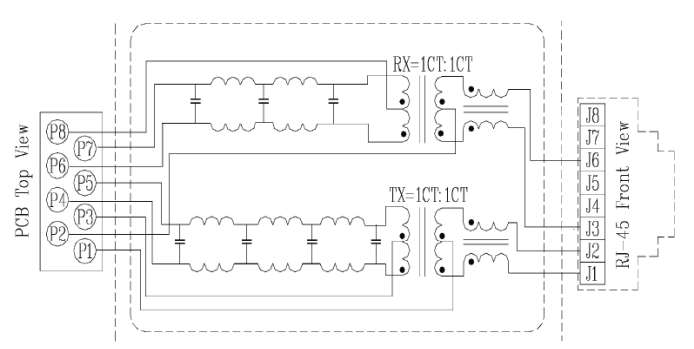 RX=1CT:1CT
PCB Top View
P8
P7
P6
P5
P4
P3
P2
P1
TX=1CT:1CT
J8
J7
J6
J5
J4
J3
J2
J1
RJ-45 Front View